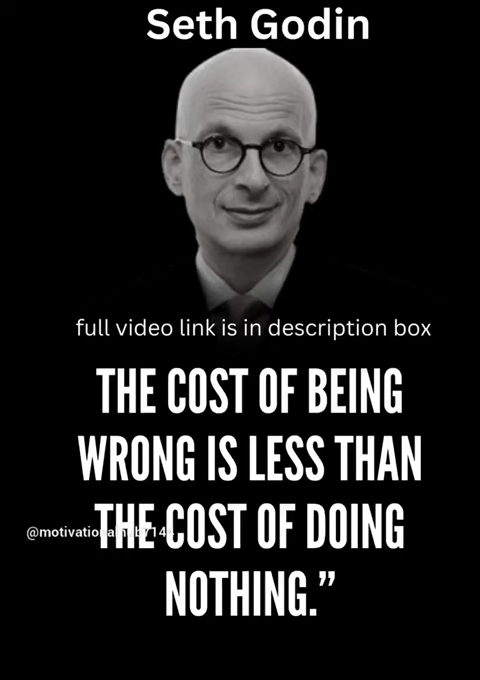 Seth Godin
full video link is in description box
THE COST OF BEING
WRONG IS LESS THAN
THE COST OF DOING
NOTHING.”